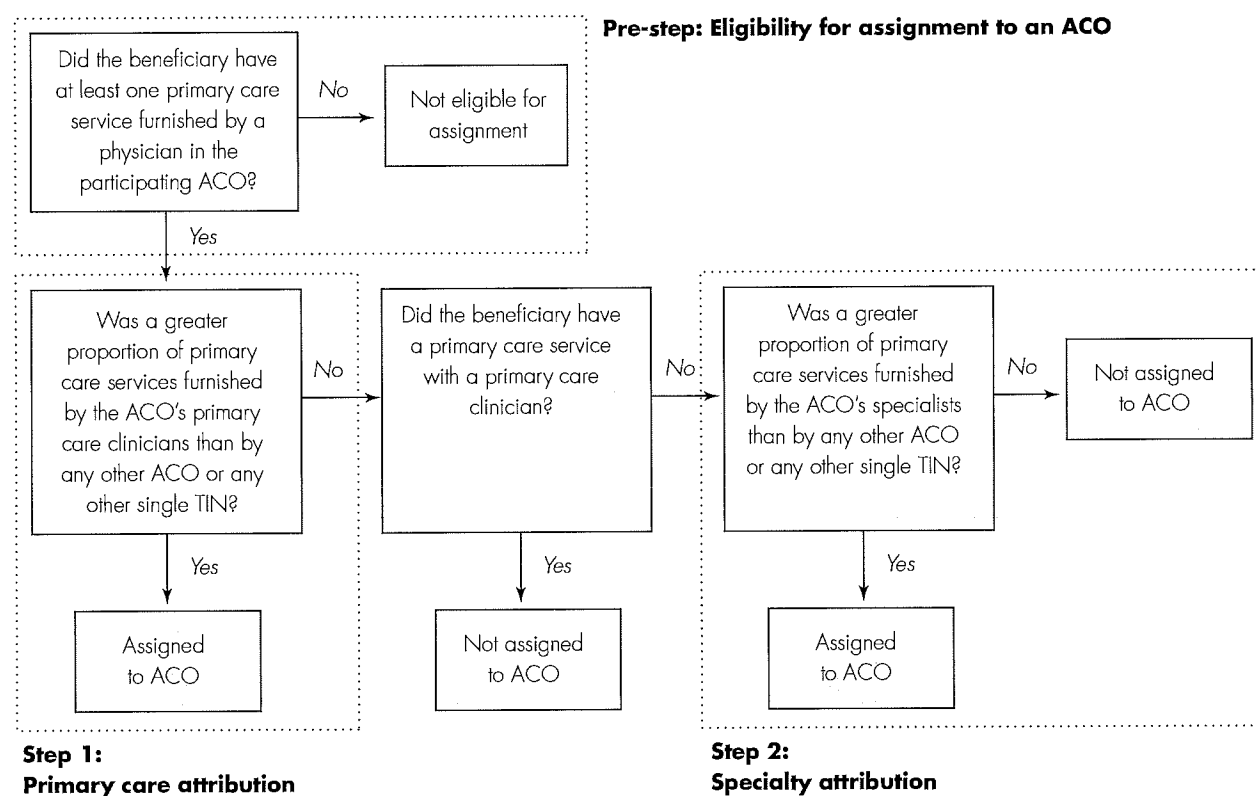 Pre-step: Eligibility for assignment to an ACO
Did the beneficiary have
at least one primary care
service furnished by a
physician in the
participating ACO?
No
Not eligible for
assignment
Yes
Was a greater
proportion of primary
care services furnished
by the ACO's primary
care clinicians than by
any other ACO or any
other single TIN?
No
Did the beneficiary have
a primary care service
with a primary care
clinician?
No
Was a greater
proportion of primary
care services furnished
by the ACO's specialists
than by any other ACO
or any other single TIN?
No
Not assigned
to ACO
Yes
Assigned
to ACO
Yes
Not assigned
to ACO
Yes
Assigned
to ACO
Step 1:
Primary care attribution
Step 2:
Specialty attribution